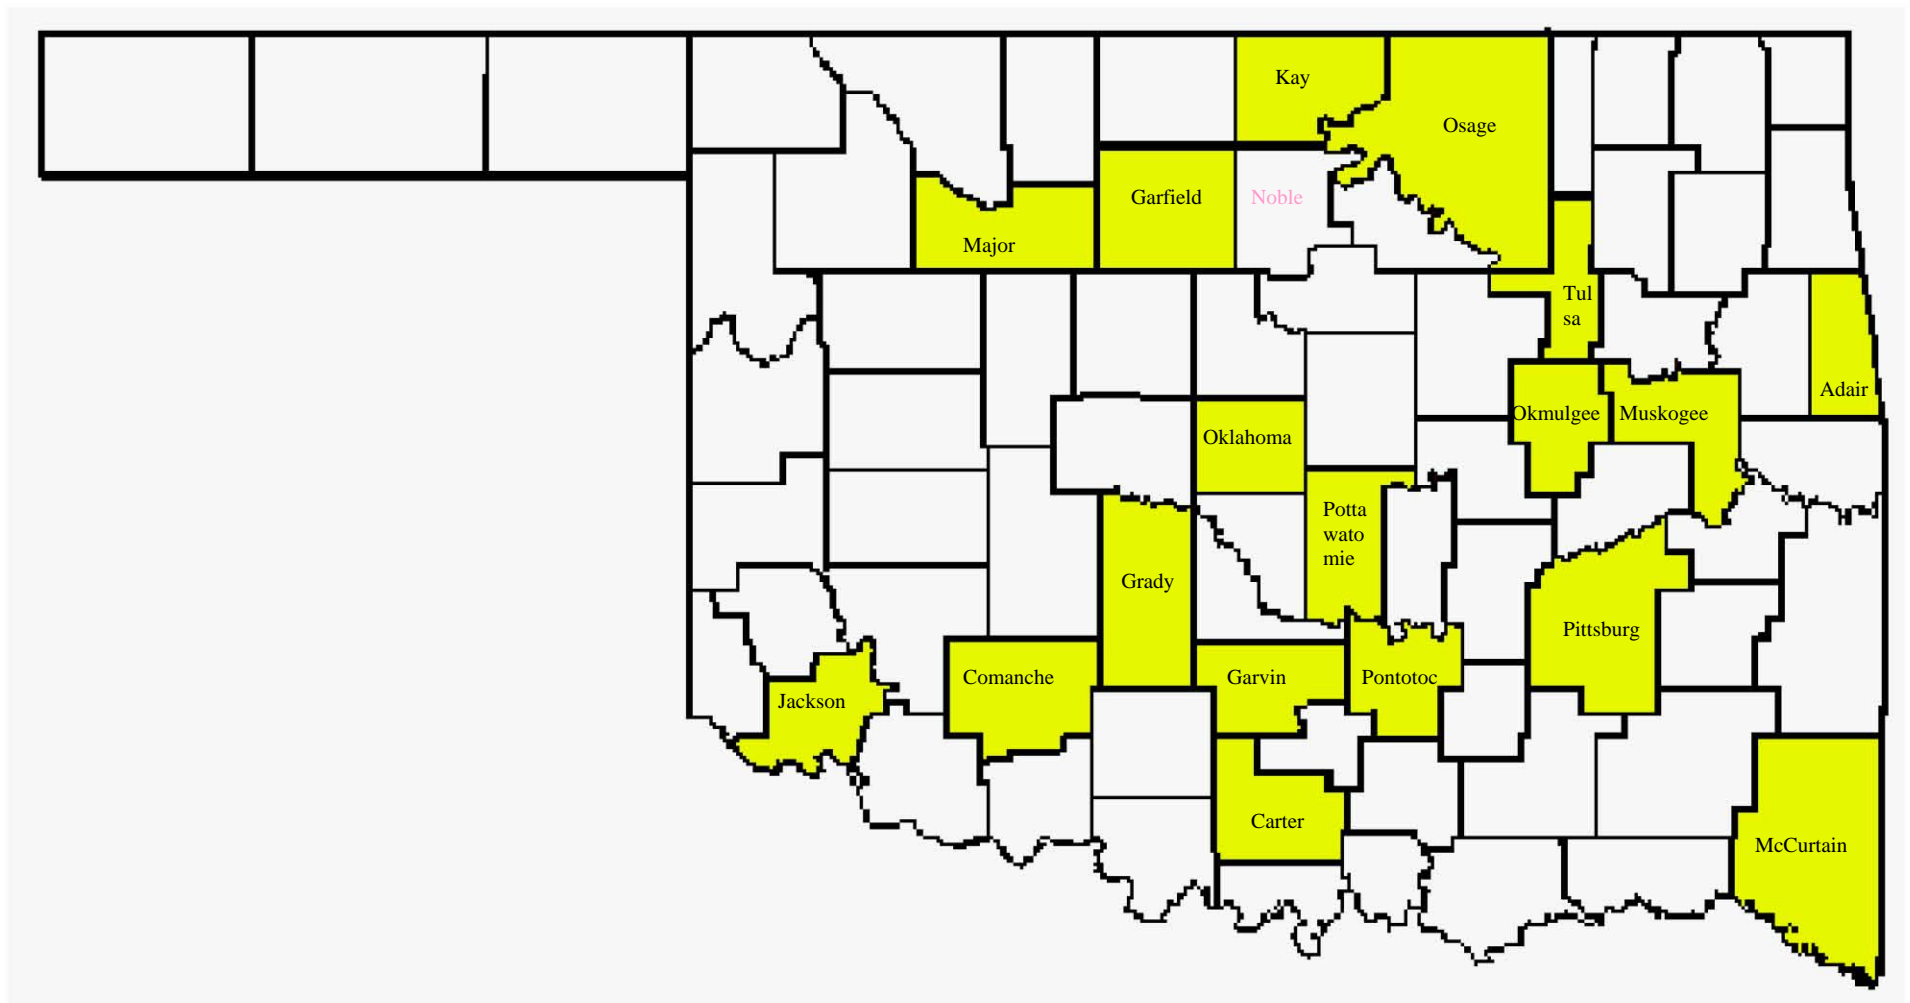 Kay
Osage
Garfield
Noble
Major
Tul
sa
Adair
Okmulgee
Muskogee
Oklahoma
Potta
wato
mie
Grady
Pittsburg
Comanche
Garvin
Pontotoc
Jackson
Carter
McCurtain